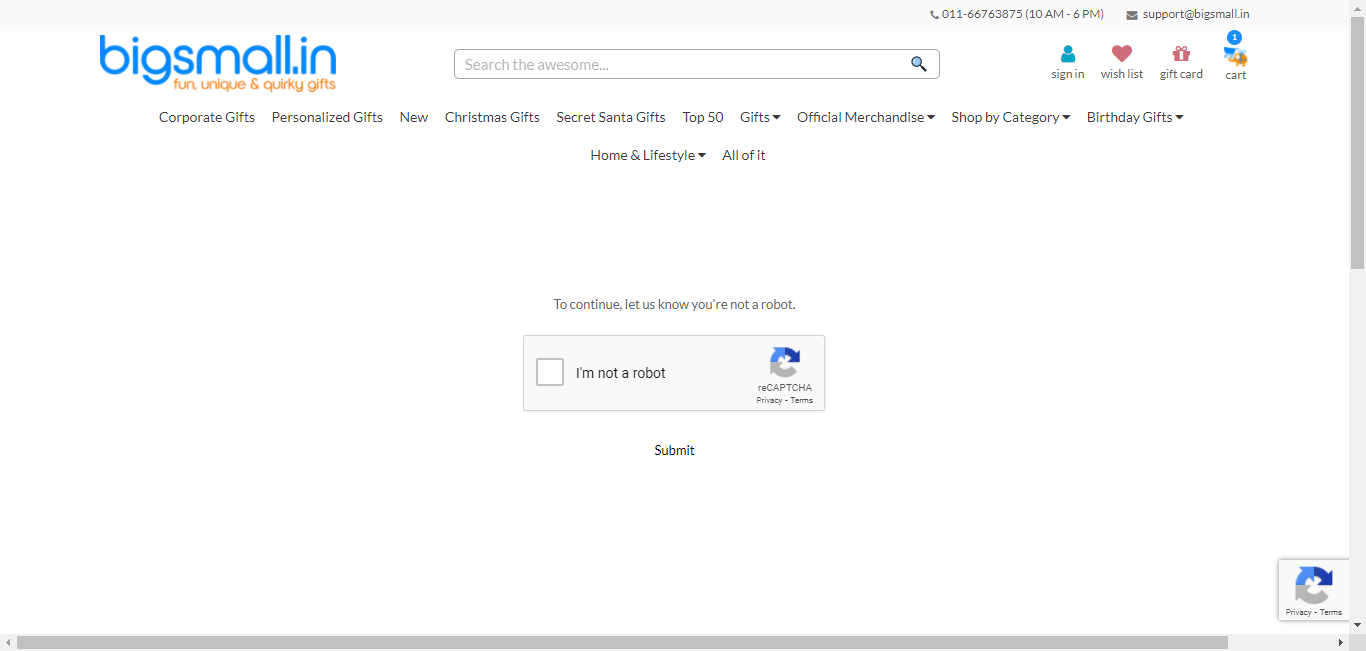 011-66763875 (10 AM - 6 PM) support@bigsmall.in
bigsmall.in
fun, unique & quirky gifts
Search the awesome...
sign in wish list gift card 1 cart
Corporate Gifts Personalized Gifts New Christmas Gifts Secret Santa Gifts Top 50 Gifts Official Merchandise Shop by Category Birthday Gifts
Home & Lifestyle All of it
To continue, let us know you're not a robot.
I'm not a robot
reCAPTCHA
Privacy - Terms
Submit
Privacy - Terms